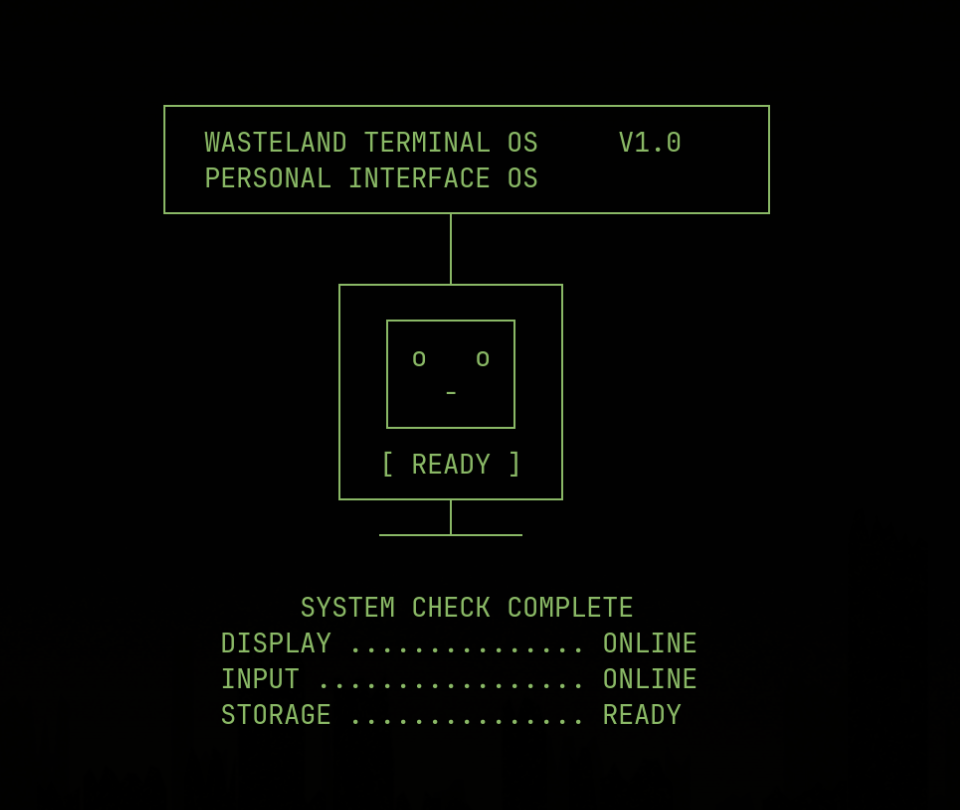 WASTELAND TERMINAL OS     V1.0
PERSONAL INTERFACE OS
o   o
-
[ READY ]
SYSTEM CHECK COMPLETE
DISPLAY ............... ONLINE
INPUT ................. ONLINE
STORAGE ............... READY